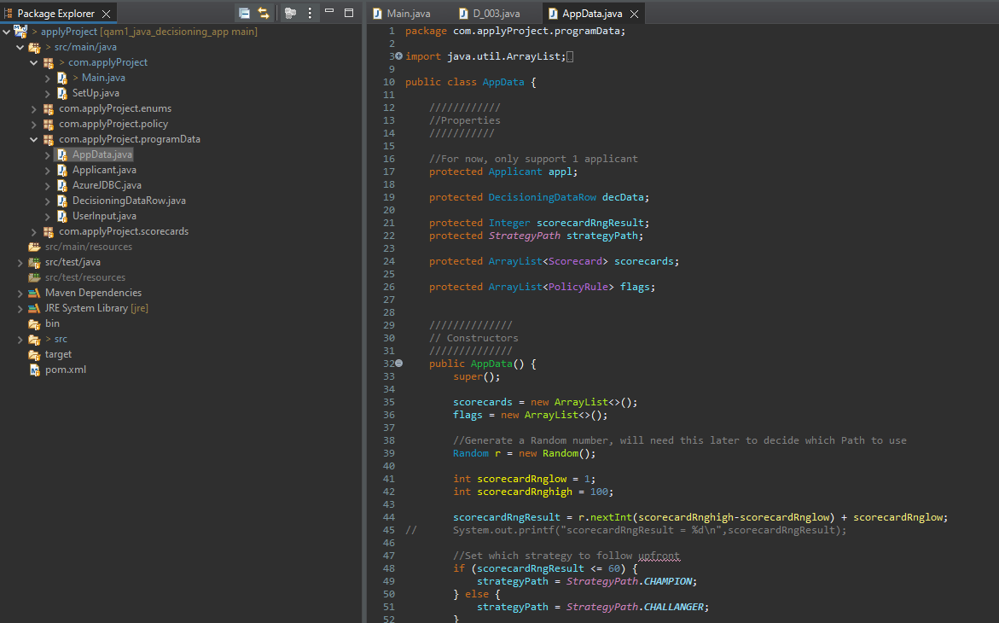 Package Explorer
applyProject [qam1_java_decisioning_app main]
src/main/java
com.applyProject
Main.java
SetUp.java
com.applyProject.enums
com.applyProject.policy
com.applyProject.programData
AppData.java
Applicant.java
AzureJDBC.java
DecisioningDataRow.java
UserInput.java
com.applyProject.scorecards
src/main/resources
src/test/java
src/test/resources
Maven Dependencies
JRE System Library [jre]
bin
src
target
pom.xml
Main.java D_003.java AppData.java
1 package com.applyProject.programData;
2
3 import java.util.ArrayList;
9
10 public class AppData {
11
12 ////////////
13 //Properties
14 ///////////
15
16 //For now, only support 1 applicant
17 protected Applicant appl;
18
19 protected DecisioningDataRow decData;
20
21 protected Integer scorecardRngResult;
22 protected StrategyPath strategyPath;
23
24 protected ArrayList<Scorecard> scorecards;
25
26 protected ArrayList<PolicyRule> flags;
27
28
29 //////////////
30 // Constructors
31 //////////////
32 public AppData() {
33 super();
34
35 scorecards = new ArrayList<>();
36 flags = new ArrayList<>();
37
38 //Generate a Random number, will need this later to decide which Path to use
39 Random r = new Random();
40
41 int scorecardRnglow = 1;
42 int scorecardRnghigh = 100;
43
44 scorecardRngResult = r.nextInt(scorecardRnghigh-scorecardRnglow) + scorecardRnglow;
45 // System.out.printf("scorecardRngResult = %d\n",scorecardRngResult);
46
47 //Set which strategy to follow upfront
48 if (scorecardRngResult <= 60) {
49 strategyPath = StrategyPath.CHAMPION;
50 } else {
51 strategyPath = StrategyPath.CHALLANGER;
52 }